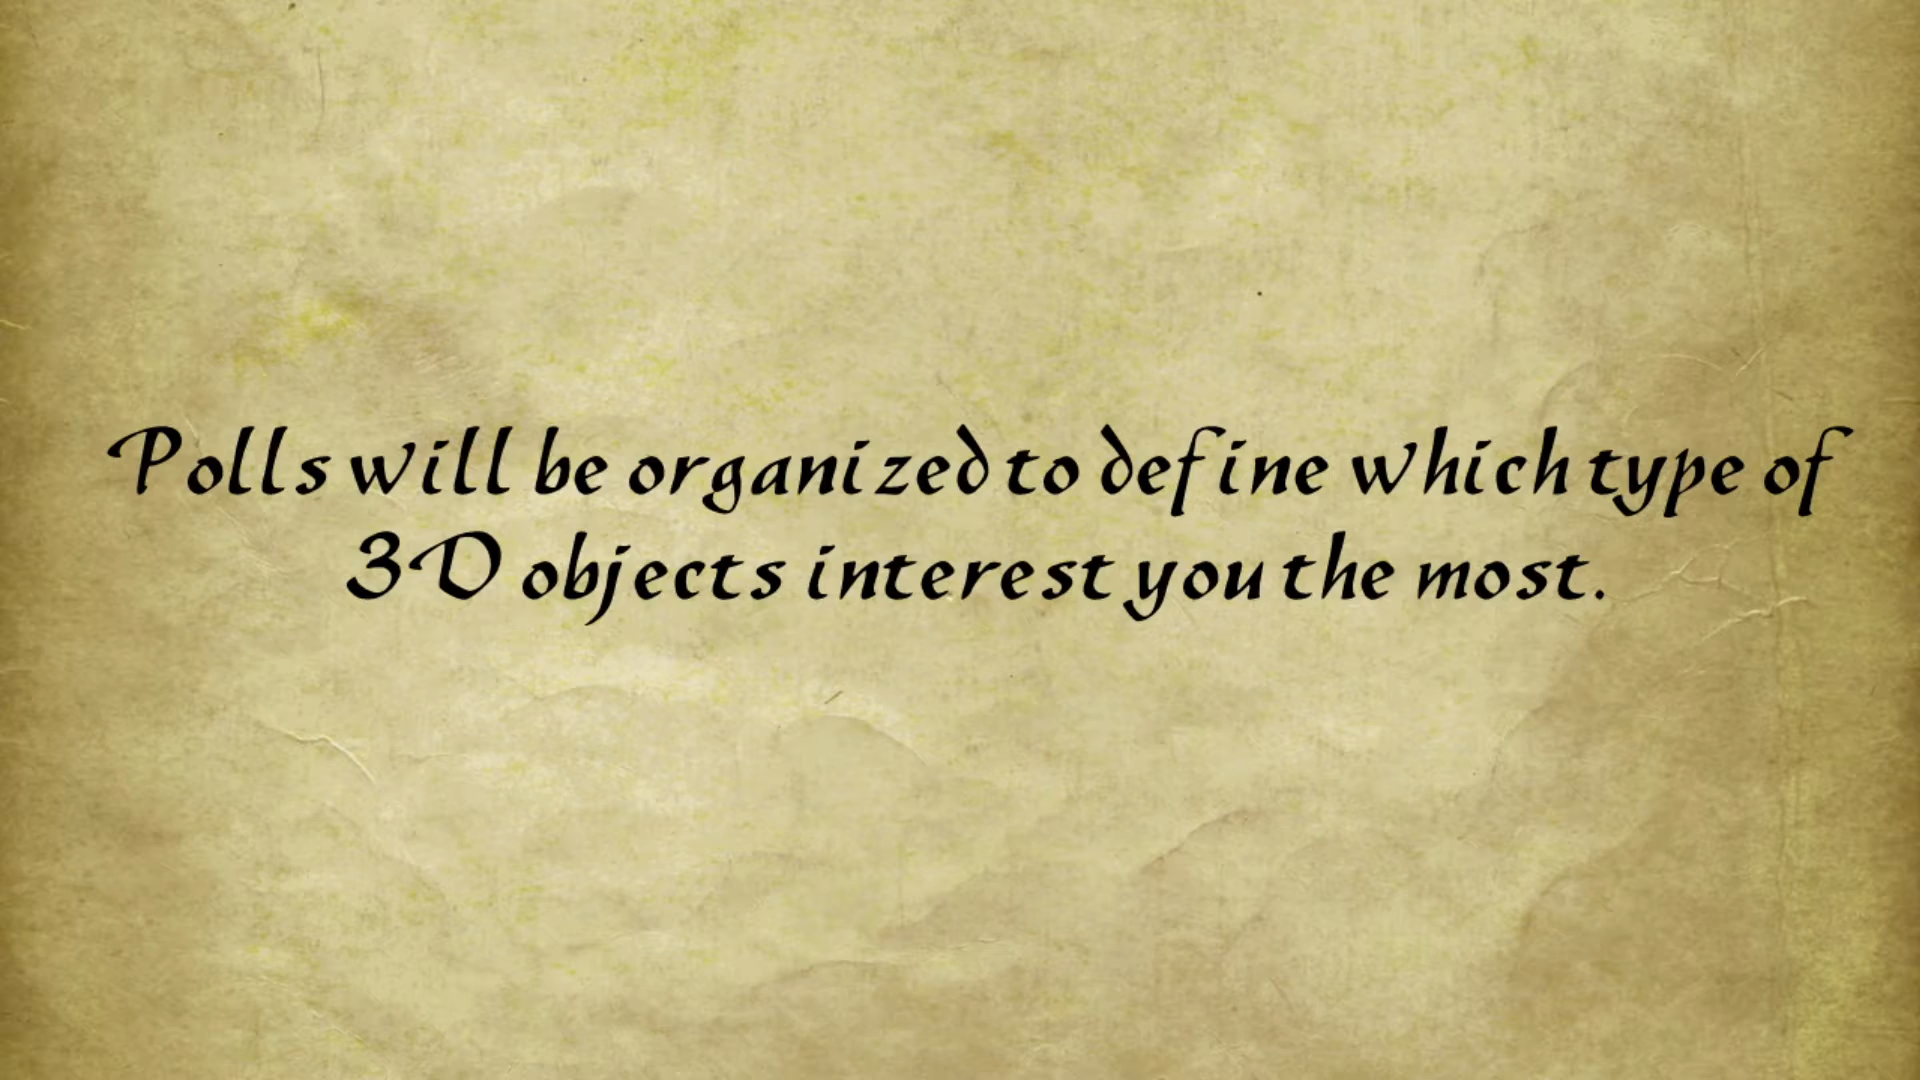 Polls will be organized to define which type of
3D objects interest you the most.